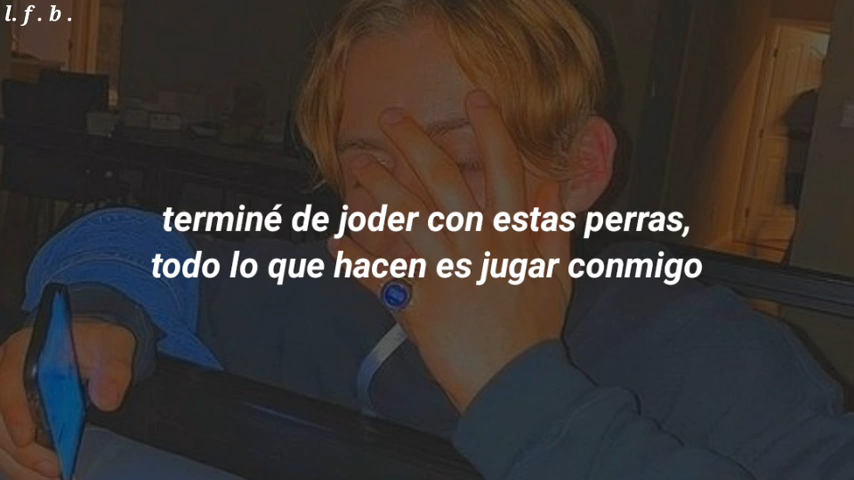 l. f. b.
terminé de joder con estas perras,
todo lo que hacen es jugar conmigo